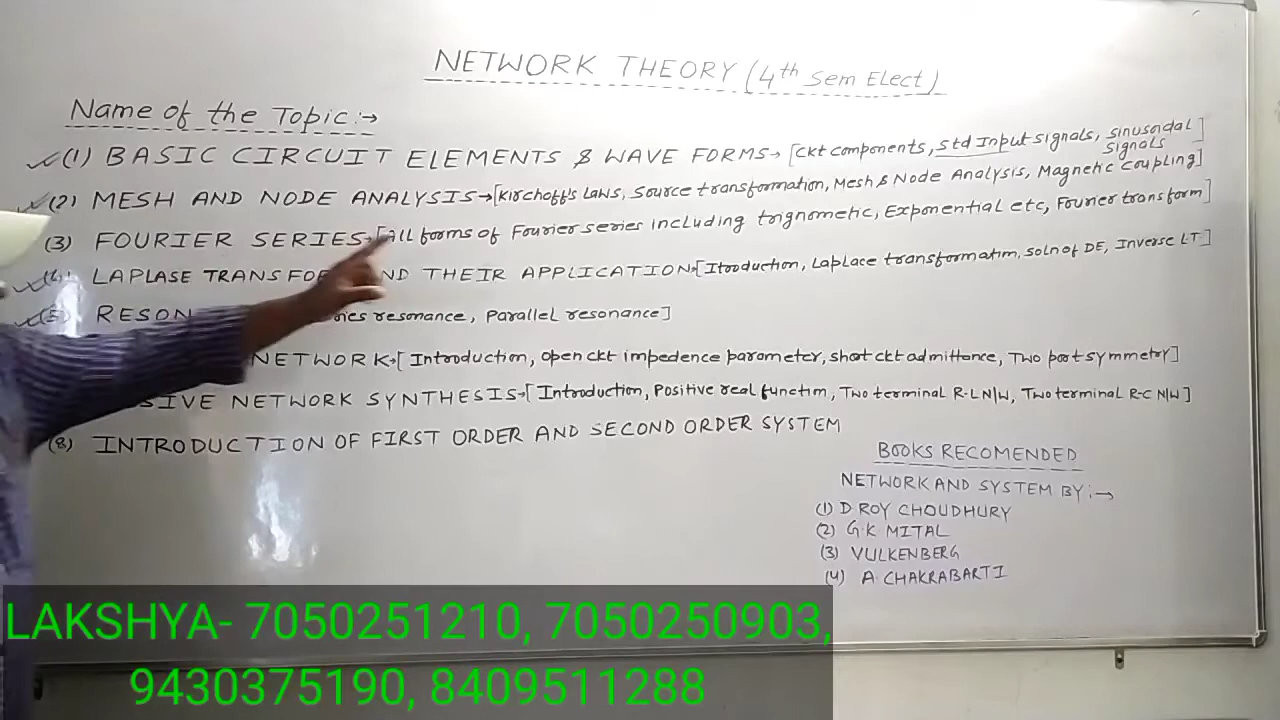 NETWORK THEORY (4th Sem Elect)
Name of the Topic:→
(1) BASIC CIRCUIT ELEMENTS & WAVE FORMS→ [Ckt components, Std Input signals, sinusoidal signals]
(2) MESH AND NODE ANALYSIS→[Kirchoff's Laws, Source transformation, Mesh & Node Analysis, Magnetic coupling]
(3) FOURIER SERIES→[All forms of Fourier series including trignometic, Exponential etc, Fourier transform]
LAPLASE TRANSFO ND THEIR APPLICATION→[Itroduction, Laplace transformation, soln of DE, Inverse LT.]
(5) RESON resonance, parallel resonance]
NETWORK→[Introduction, open ckt impedence parameter, short ckt admittance, Two port symmetry]
SIVE NETWORK SYNTHESIS→[Introduction, Positive real function, Two terminal R-L N/W, Two terminal R-C N/W]
(8) INTRODUCTION OF FIRST ORDER AND SECOND ORDER SYSTEM
BOOKS RECOMENDED
NETWORK AND SYSTEM BY:→
(1) D ROY CHOUDHURY
(2) G.K MITAL
(3) VULKENBERG
(4) A. CHAKRABARTI
LAKSHYA- 7050251210, 7050250903,
9430375190, 8409511288